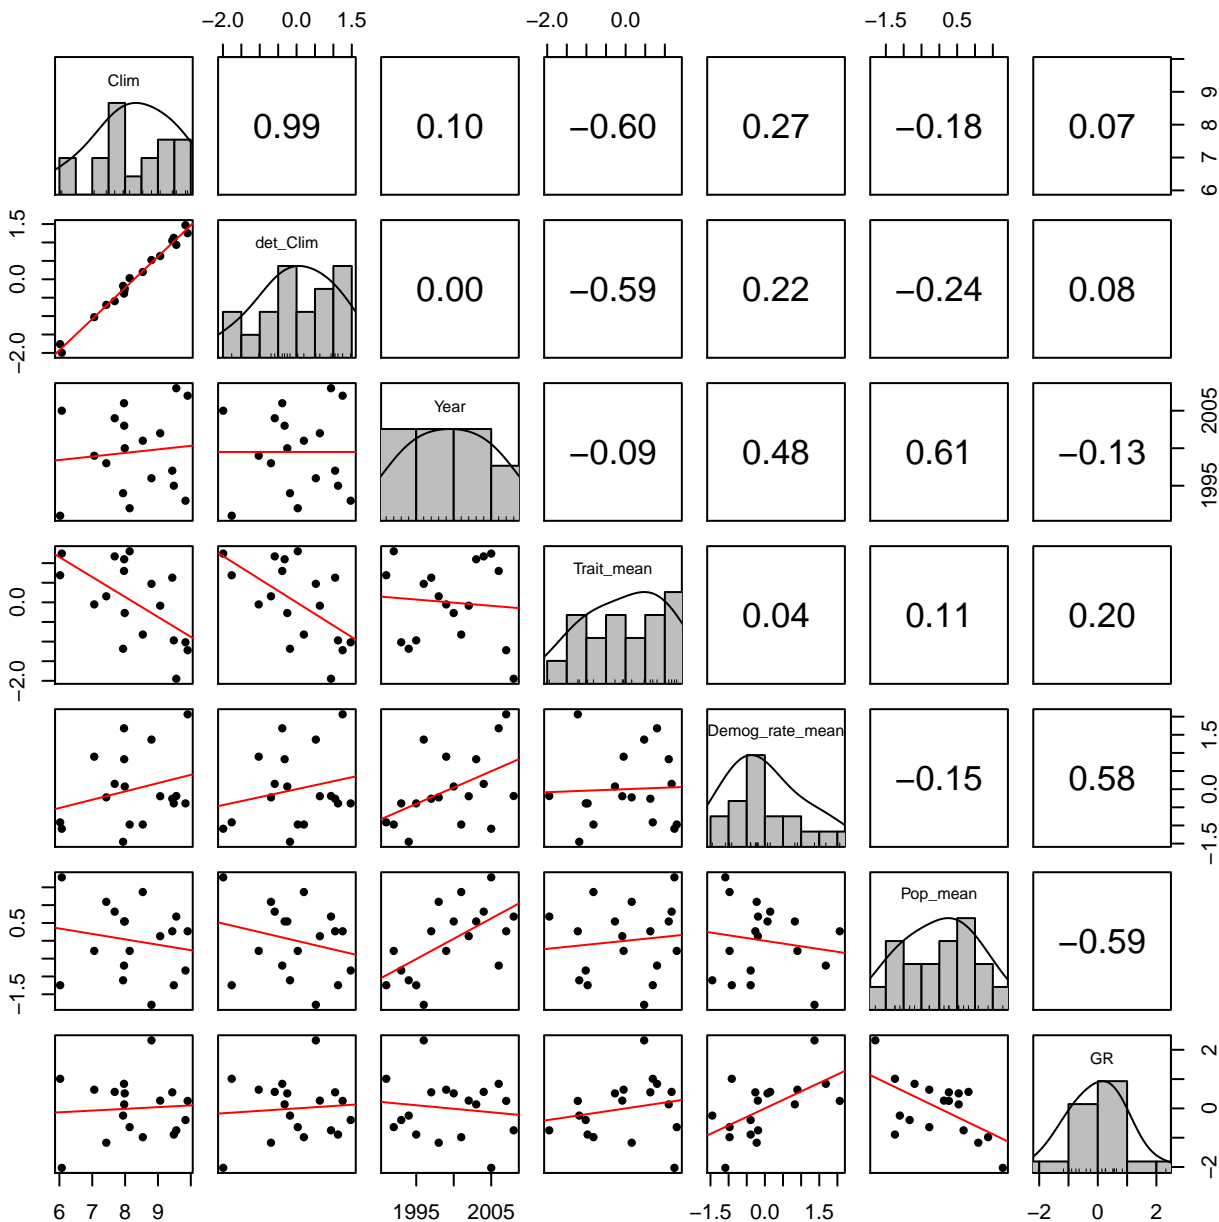 −2.0 0.0 1.5 −2.0 0.0 −1.5 0.5
Clim 0.99 0.10 −0.60 0.27 −0.18 0.07 6 7 8 9
−2.0 0.0 1.5 det_Clim 0.00 −0.59 0.22 −0.24 0.08
Year −0.09 0.48 0.61 −0.13 1995 2005
−2.0 0.0 Trait_mean 0.04 0.11 0.20
Demog_rate_mean −0.15 0.58 −1.5 0.0 1.5
−1.5 0.5 Pop_mean −0.59
GR −2 0 2
6 7 8 9 1995 2005 −1.5 0.0 1.5 −2 0 2